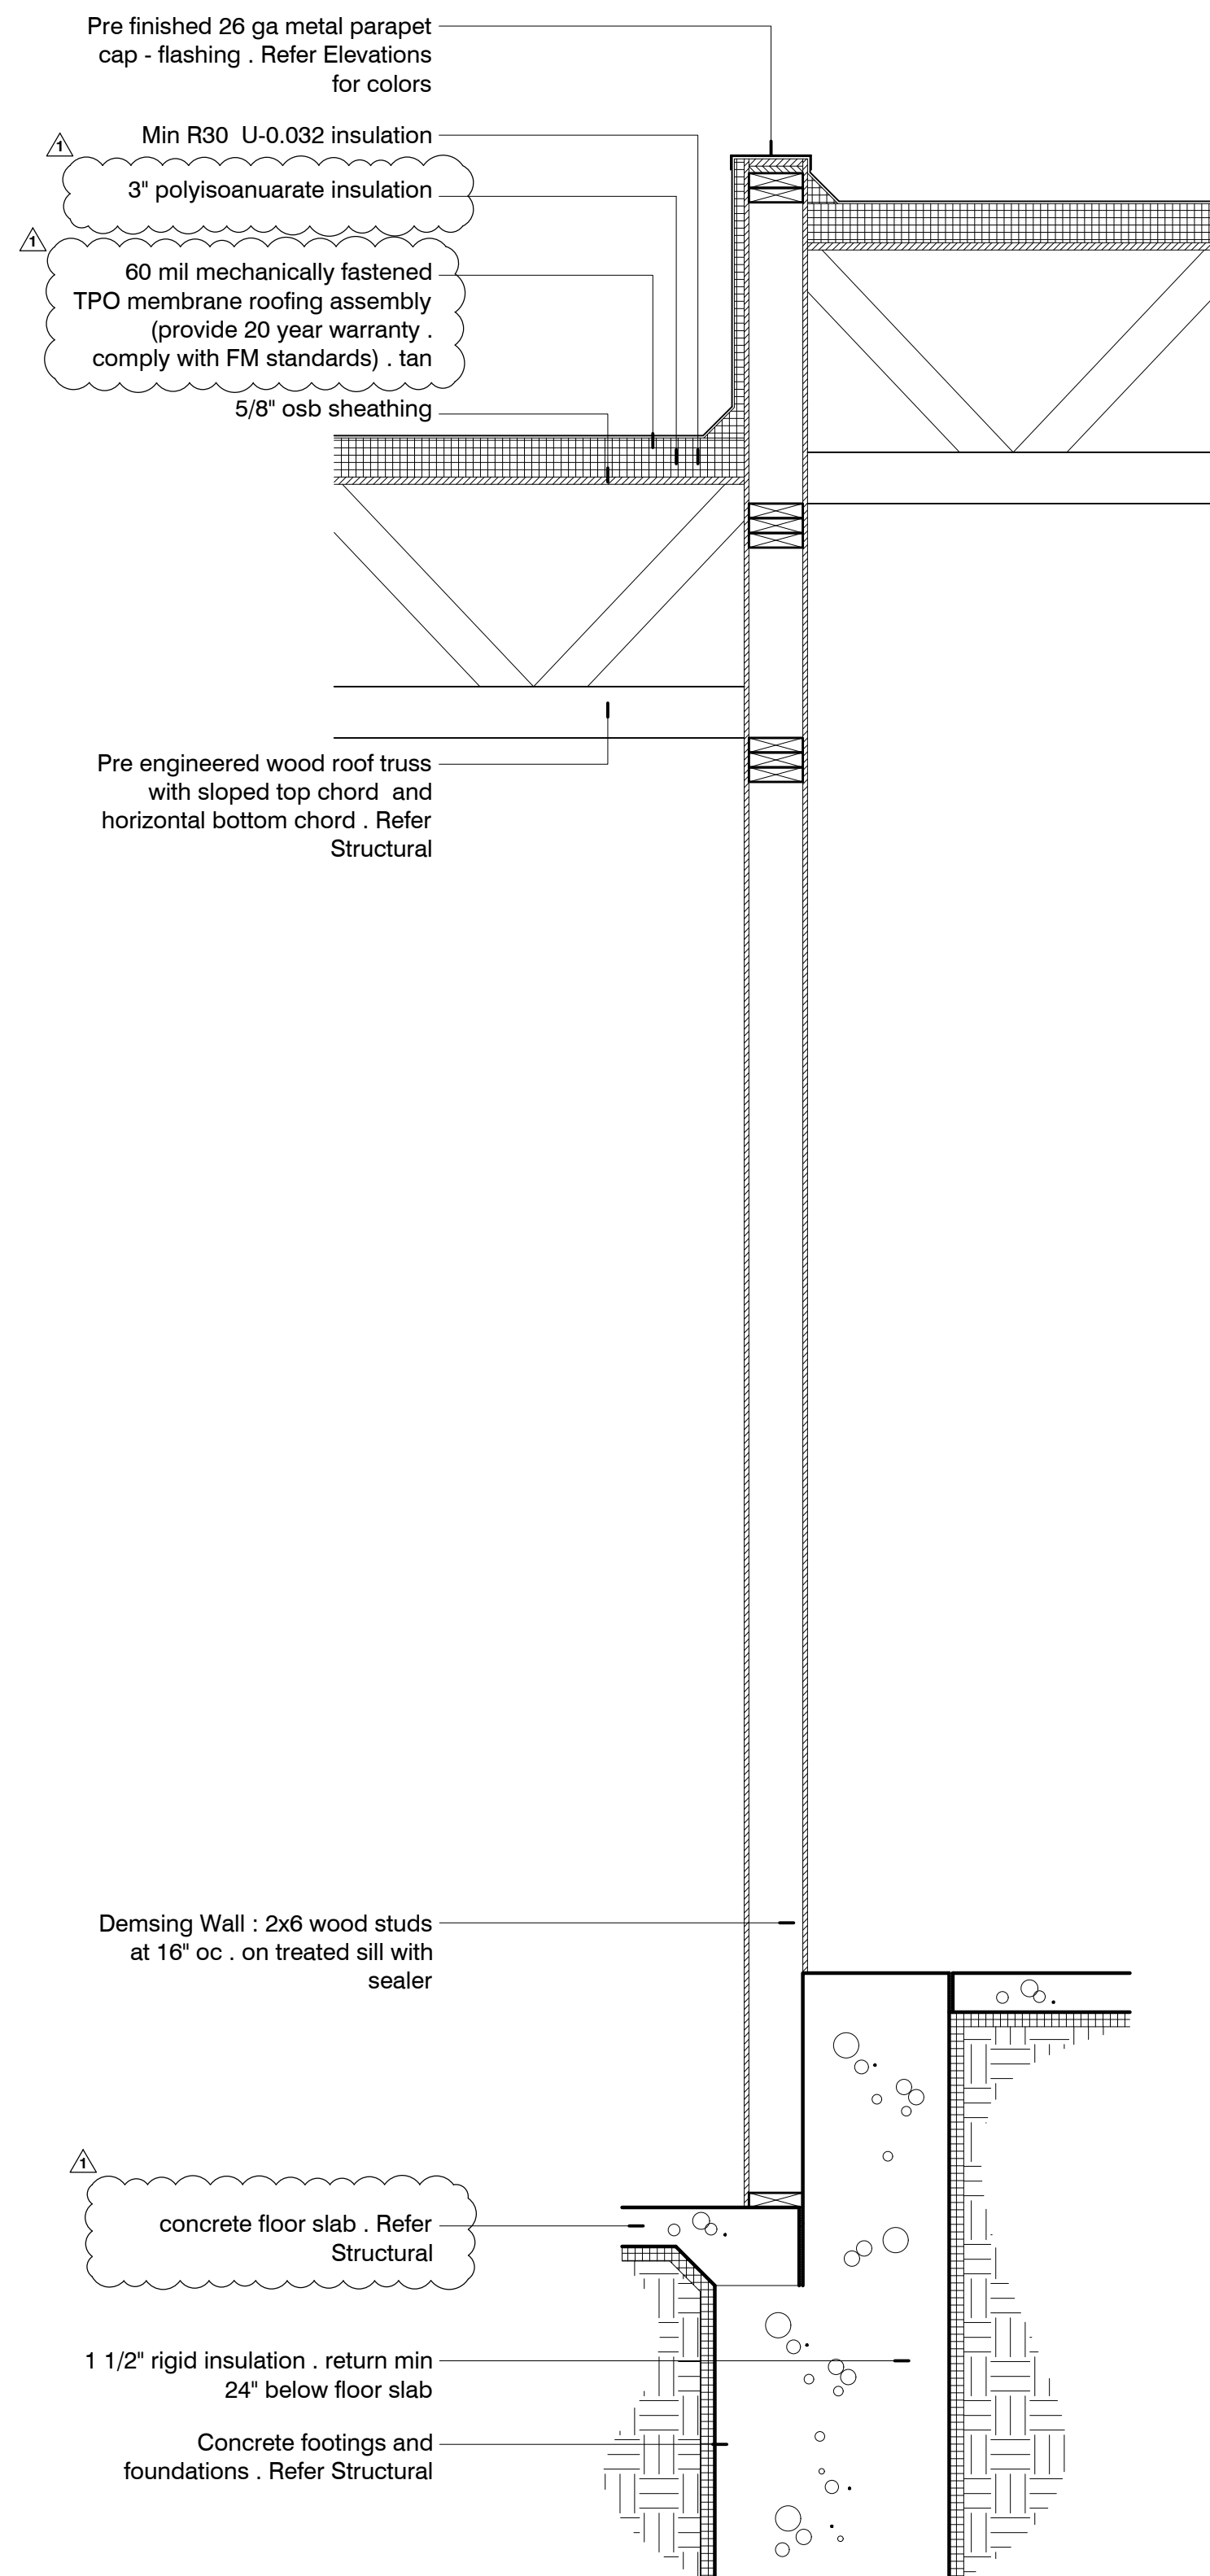 Pre finished 26 ga metal parapet
cap - flashing . Refer Elevations
for colors
Min R30 U-0.032 insulation
1
3" polyisoanuarate insulation
1
60 mil mechanically fastened
TPO membrane roofing assembly
(provide 20 year warranty .
comply with FM standards) . tan
5/8" osb sheathing
Pre engineered wood roof truss
with sloped top chord and
horizontal bottom chord . Refer
Structural
Demsing Wall : 2x6 wood studs
at 16" oc . on treated sill with
sealer
1
concrete floor slab . Refer
Structural
1 1/2" rigid insulation . return min
24" below floor slab
Concrete footings and
foundations . Refer Structural